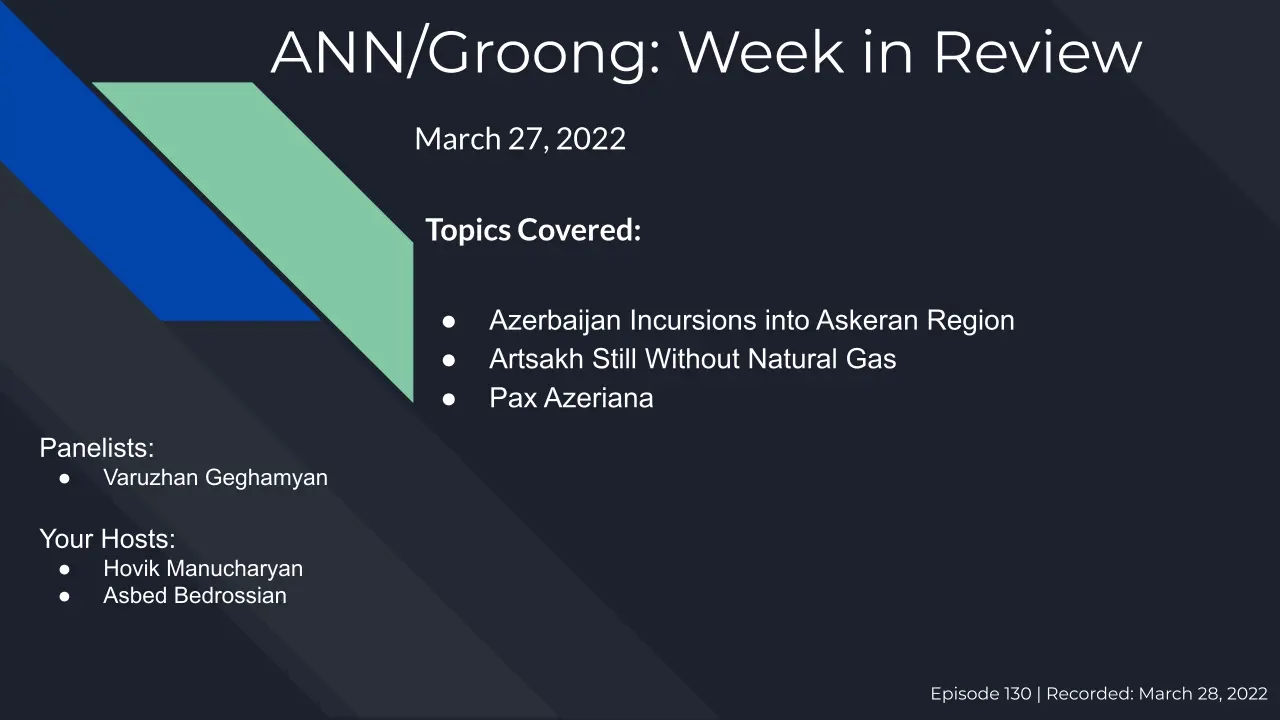 ANN/Groong: Week in Review
March 27, 2022
Topics Covered:
● Azerbaijan Incursions into Askeran Region
● Artsakh Still Without Natural Gas
● Pax Azeriana
Panelists:
● Varuzhan Geghamyan
Your Hosts:
● Hovik Manucharyan
● Asbed Bedrossian
Episode 130 | Recorded: March 28, 2022